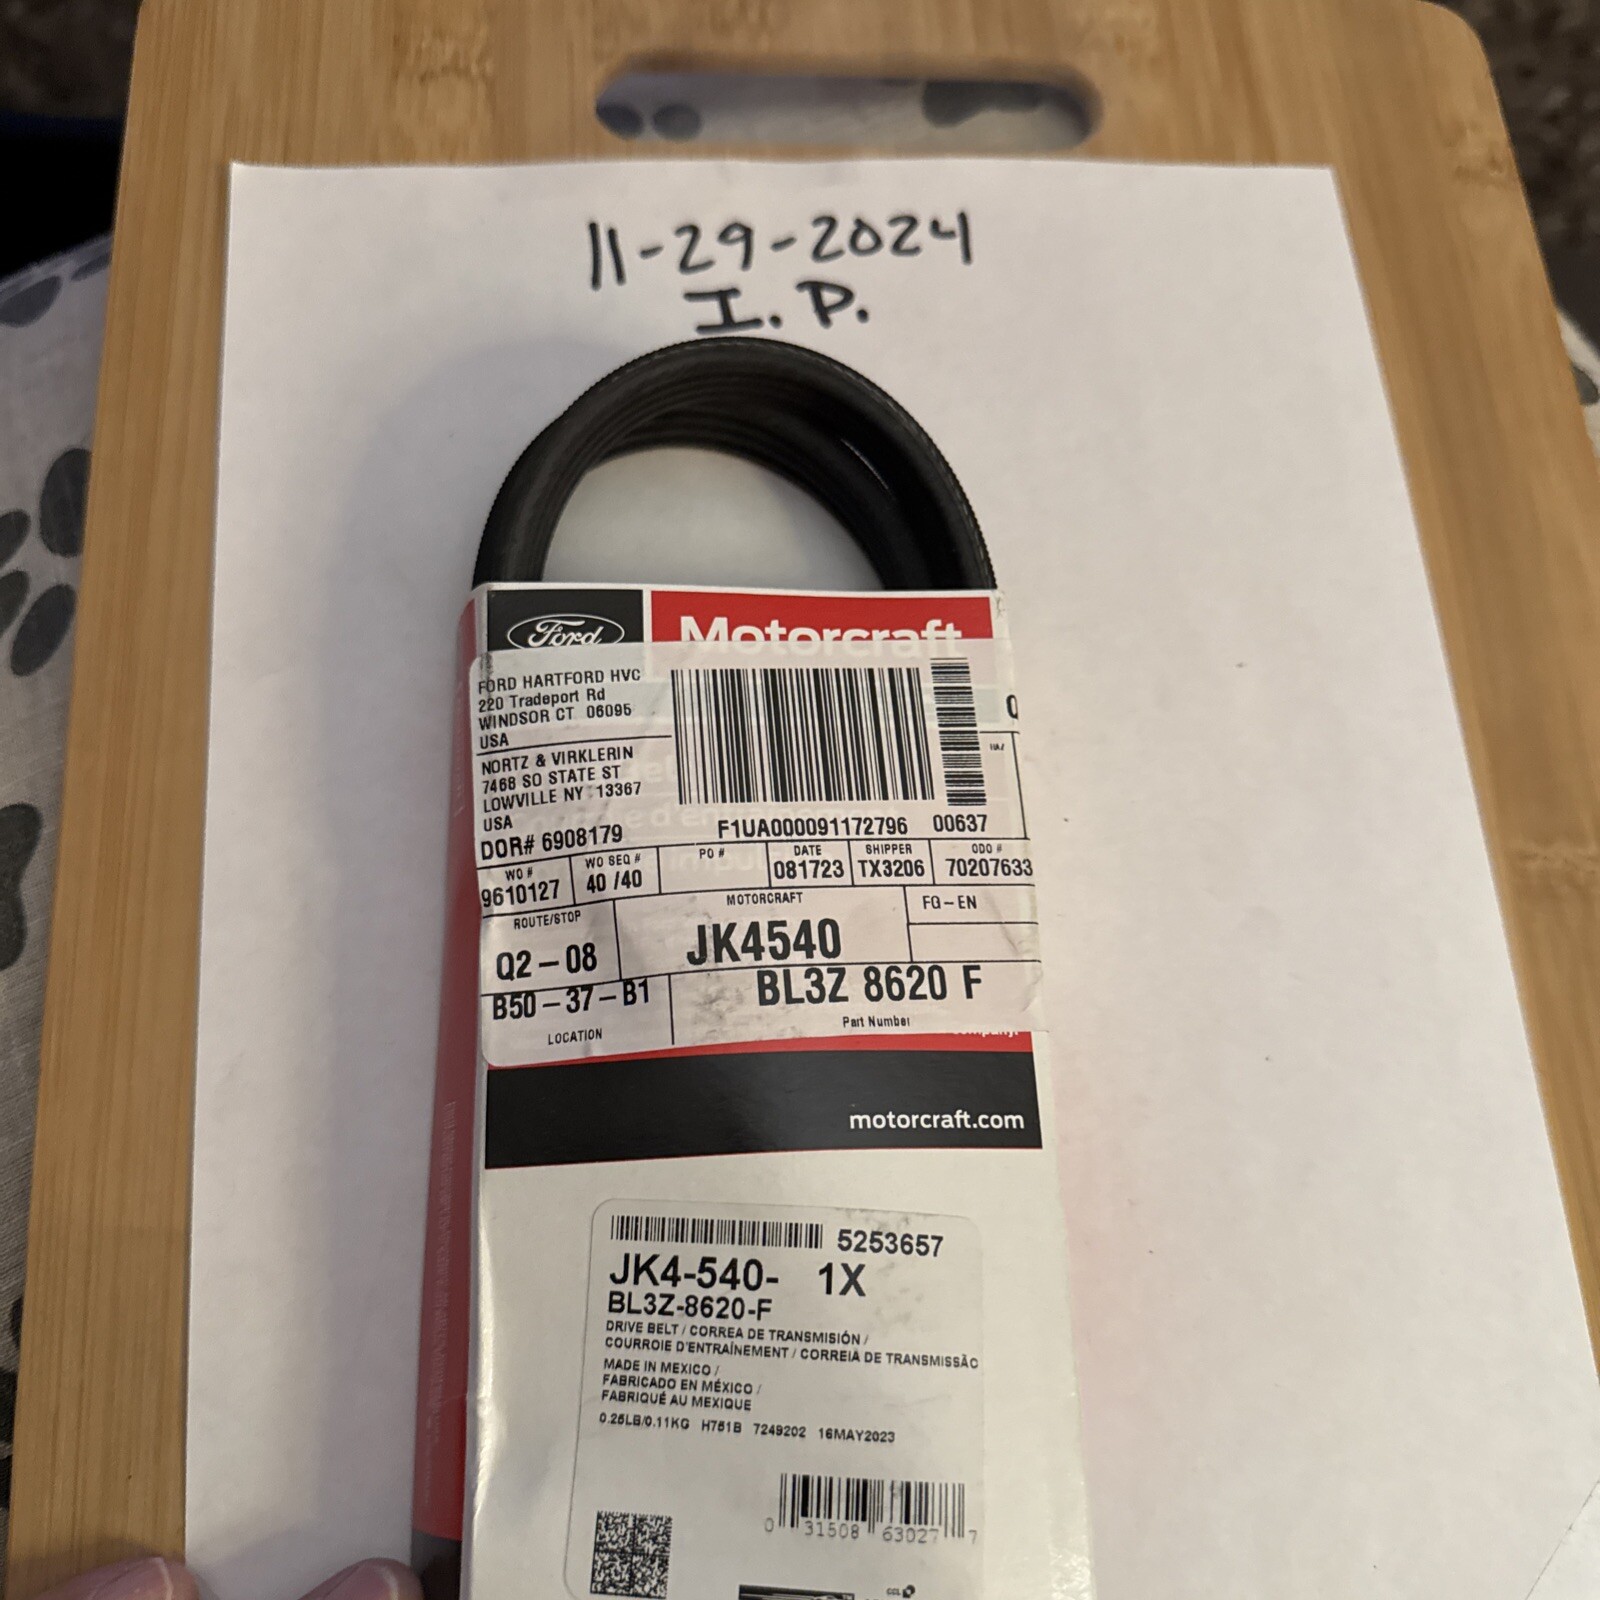 11-29-2024
I. P.
Ford
Motorcraft
FORD HARTFORD HVC
220 Tradeport Rd
WINDSOR CT 06095
USA
NORTZ & VIRKLERIN
7468 SO STATE ST
LOWVILLE NY 13367
USA
DOR# 6908179
F1UA000091172796 00637
WO # 9610127
WO SEQ # 40 /40
PO #
DATE 081723
SHIPPER TX3206
ODO # 70207633
ROUTE/STOP
Q2-08
MOTORCRAFT
JK4540
FG-EN
B50-37-B1
LOCATION
BL3Z 8620 F
Part Number
motorcraft.com
5253657
JK4-540- 1X
BL3Z-8620-F
DRIVE BELT / CORREA DE TRANSMISIÓN /
COURROIE D'ENTRAÎNEMENT / CORREIA DE TRANSMISSÃO
MADE IN MEXICO /
FABRICADO EN MÉXICO /
FABRIQUÉ AU MEXIQUE
0.25LB/0.11KG H751B 7249202 16MAY2023
0 31508 63027 7
CCL